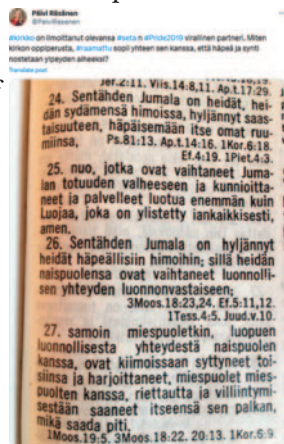 Päivi Räsänen
@PaiviRasanen
#kirkko on ilmoittanut olevansa #seta n #Pride2019 virallinen partneri. Miten
kirkon oppiperusta, #raamattu sopii yhteen sen kanssa, että häpeä ja synti
nostetaan ylpeyden aiheeksi?
Translate post
Jer.2:11. Viis.14:8,11. Ap.t.17:29.
24. Sentähden Jumala on heidät, hei-
dän sydämensä himoissa, hyljännyt saas-
taisuuteen, häpäisemään itse omat ruu-
miinsa, Ps.81:13. Ap.t.14:16. 1Kor.6:18.
Ef.4:19. 1Piet.4:3.
25. nuo, jotka ovat vaihtaneet Juma-
lan totuuden valheeseen ja kunnioitta-
neet ja palvelleet luotua enemmän kuin
Luojaa, joka on ylistetty iankaikkisesti,
amen.
26. Sentähden Jumala on hyljännyt
heidät häpeällisiin himoihin; sillä heidän
naispuolensa ovat vaihtaneet luonnolli-
sen yhteyden luonnonvastaiseen;
3Moos.18:23,24. Ef.5:11,12.
1Tess.4:5. Juud.v.10.
27. samoin miespuoletkin, luopuen
luonnollisesta yhteydestä naispuolen
kanssa, ovat kiimoissaan syttyneet toi-
siinsa ja harjoittaneet, miespuolet mies-
puolten kanssa, riettautta ja villiintymi-
sestään saaneet itseensä sen palkan,
mikä saada piti.
1Moos.19:5. 3Moos.18:22. 20:13. 1Kor.6:9.